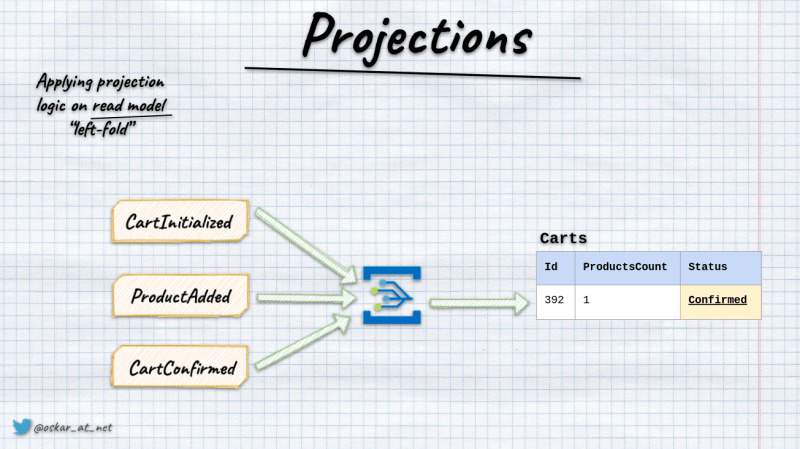 Projections
Applying projection
logic on read model
“left-fold”
CartInitialized
ProductAdded
CartConfirmed
Carts
Id ProductsCount Status
392 1 Confirmed
@oskar_at_net